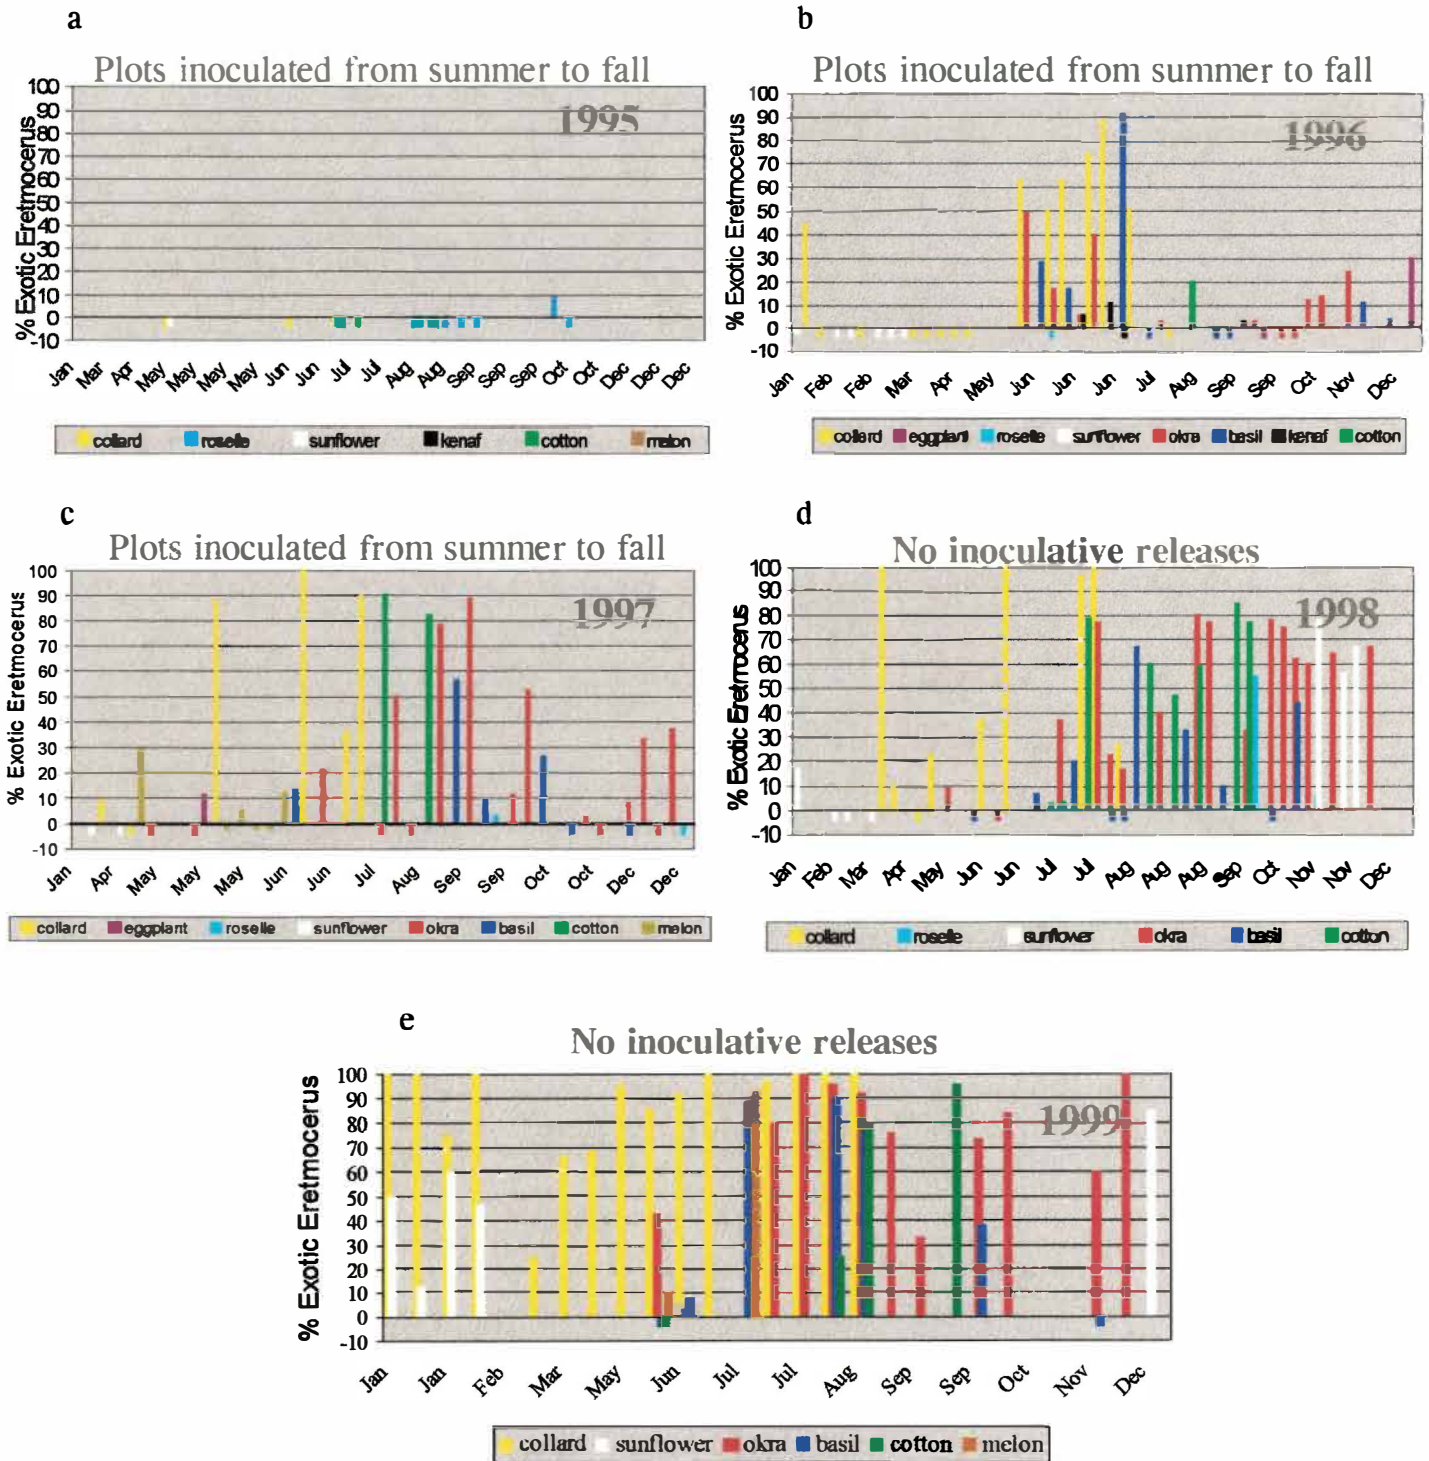 a
Plots inoculated from summer to fall
1995
% Exotic Eretmocerus
100
90
80
70
60
50
40
30
20
10
0
-10
Jan Mar Apr May May May May Jun Jun Jul Jul Aug Aug Sep Sep Sep Oct Oct Dec Dec Dec
collard roselle sunflower kenaf cotton melon
b
Plots inoculated from summer to fall
1996
% Exotic Eretmocerus
100
90
80
70
60
50
40
30
20
10
0
-10
Jan Feb Feb Mar Apr May Jun Jun Jun Jul Aug Sep Sep Oct Nov Dec
collard eggplant roselle sunflower okra basil kenaf cotton
c
Plots inoculated from summer to fall
1997
% Exotic Eretmocerus
100
90
80
70
60
50
40
30
20
10
0
-10
Jan Apr May May May Jun Jun Jul Aug Sep Sep Oct Oct Dec Dec
collard eggplant roselle sunflower okra basil cotton melon
d
No inoculative releases
1998
% Exotic Eretmocerus
100
90
80
70
60
50
40
30
20
10
0
-10
Jan Feb Mar Apr May Jun Jun Jul Jul Aug Aug Aug Sep Oct Nov Nov Dec
collard roselle sunflower okra basil cotton
e
No inoculative releases
1999
% Exotic Eretmocerus
100
90
80
70
60
50
40
30
20
10
0
-10
Jan Jan Feb Mar May Jun Jul Jul Aug Sep Sep Oct Nov Dec
collard sunflower okra basil cotton melon